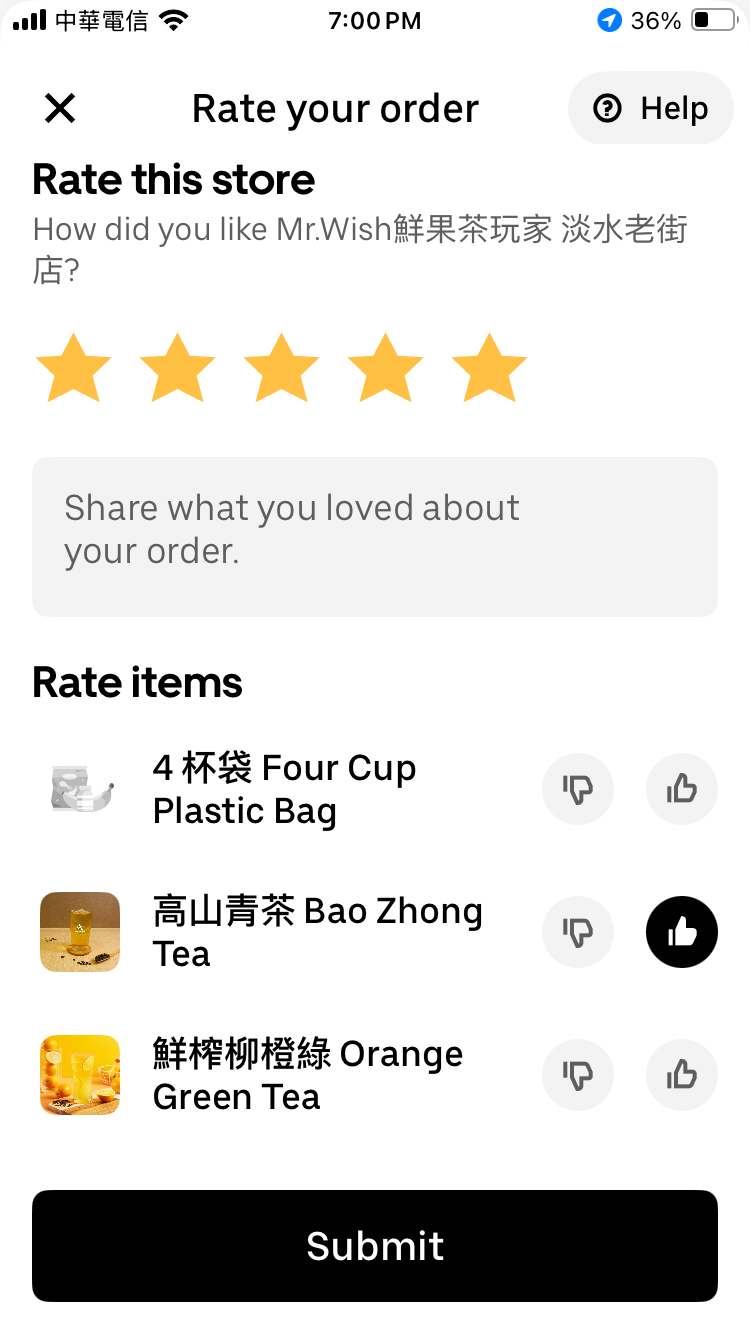 中華電信 7:00 PM 36%
Rate your order Help
Rate this store
How did you like Mr.Wish鮮果茶玩家 淡水老街
店?
Share what you loved about
your order.
Rate items
4 杯袋 Four Cup
Plastic Bag
高山青茶 Bao Zhong
Tea
鮮榨柳橙綠 Orange
Green Tea
Submit